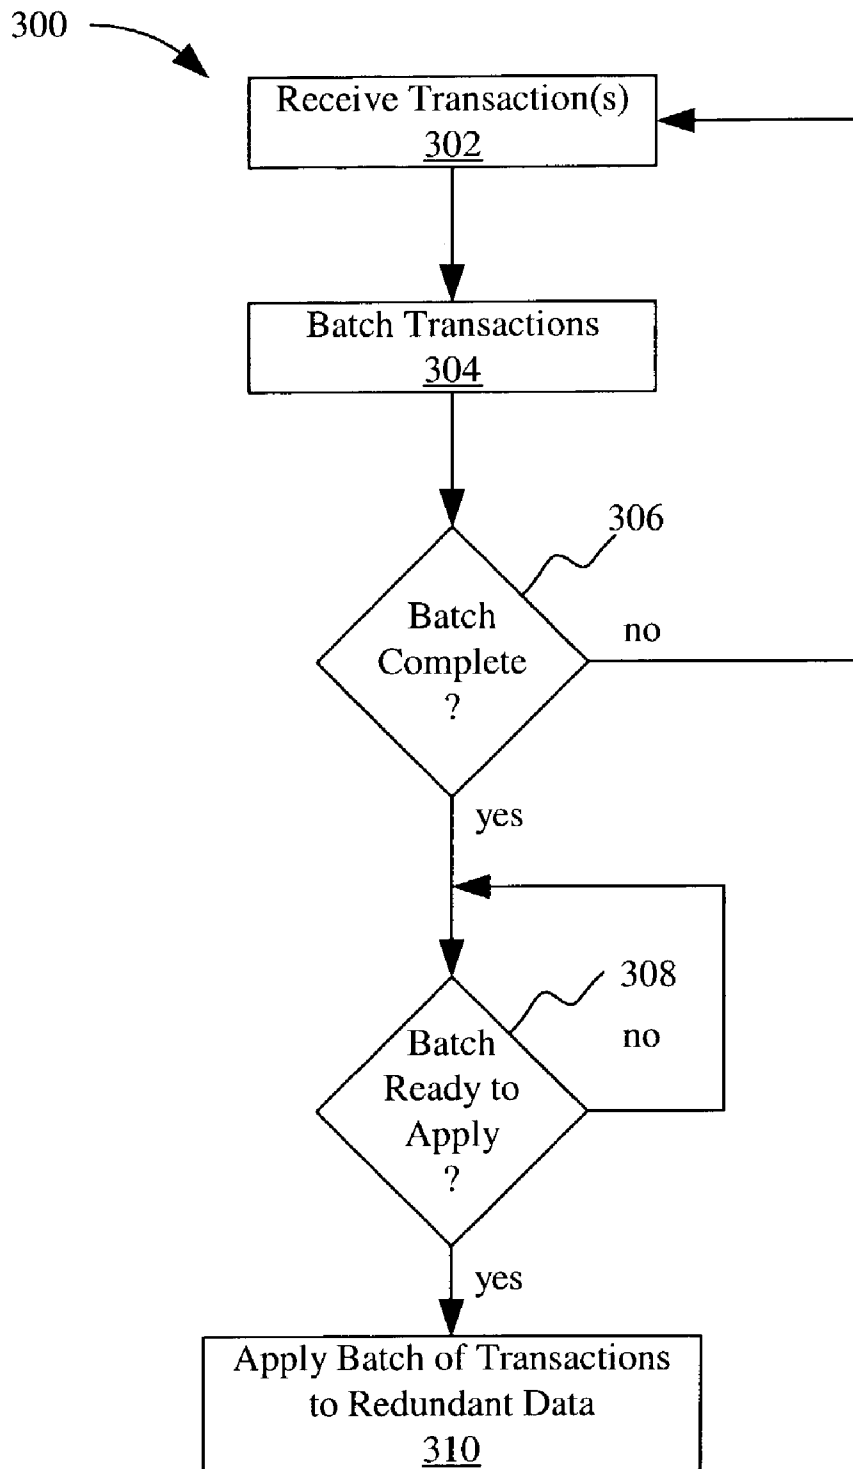 300
Receive Transaction(s)
302
Batch Transactions
304
306
Batch
Complete
?
no
yes
308
Batch
Ready to
Apply
?
no
yes
Apply Batch of Transactions
to Redundant Data
310